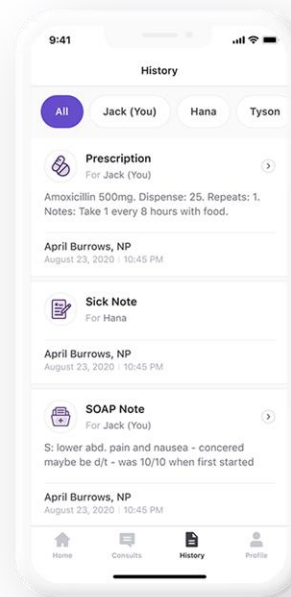 9:41
History
All Jack (You) Hana Tyson
Prescription
For Jack (You)
Amoxicillin 500mg. Dispense: 25. Repeats: 1.
Notes: Take 1 every 8 hours with food.
April Burrows, NP
August 23, 2020 | 10:45 PM
Sick Note
For Hana
April Burrows, NP
August 23, 2020 | 10:45 PM
SOAP Note
For Jack (You)
S: lower abd. pain and nausea - concered
maybe be d/t - was 10/10 when first started
April Burrows, NP
August 23, 2020 | 10:45 PM
Home Consults History Profile